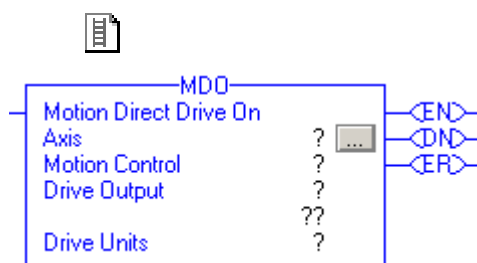 MDO
Motion Direct Drive On
EN
Axis ? ...
DN
Motion Control ?
ER
Drive Output ?
??
Drive Units ?